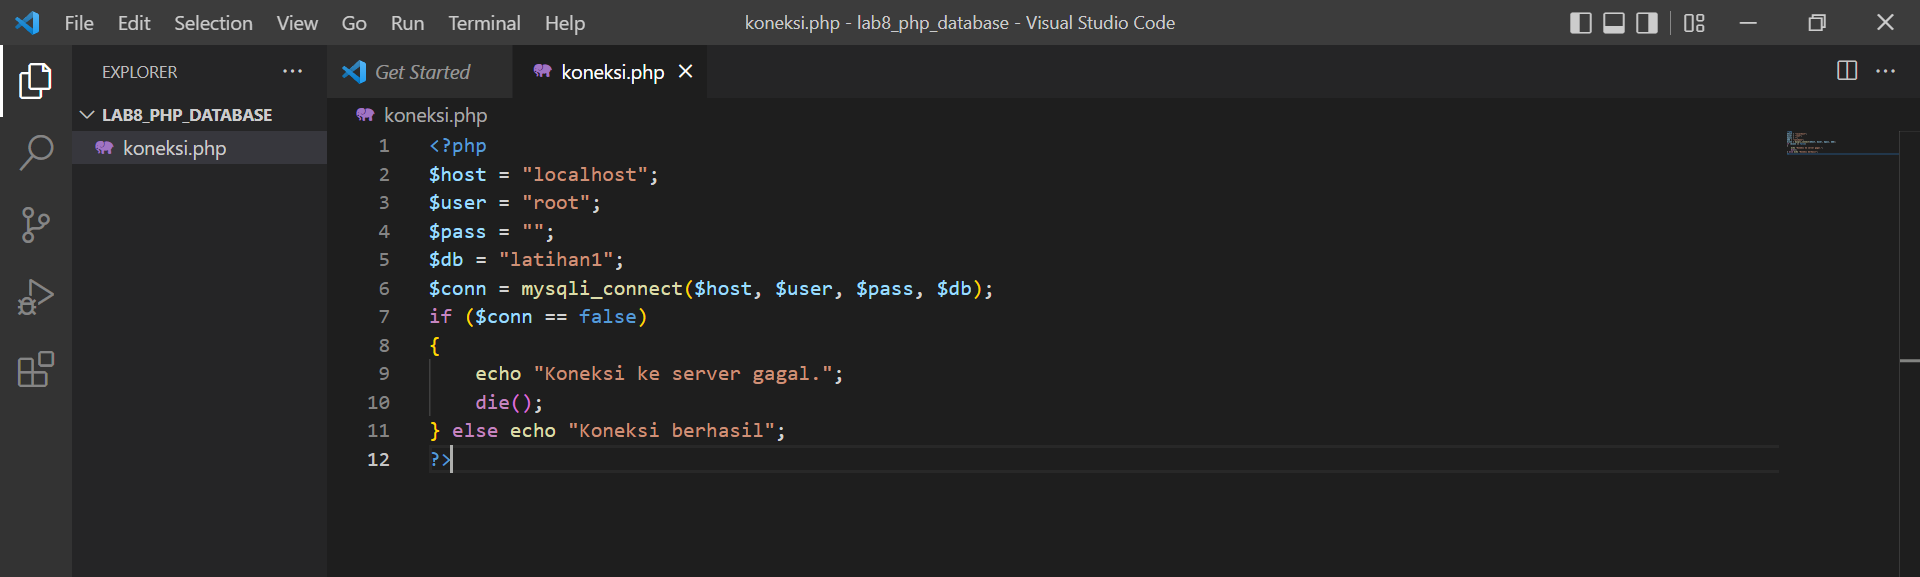 File Edit Selection View Go Run Terminal Help koneksi.php - lab8_php_database - Visual Studio Code
EXPLORER ...
Get Started koneksi.php
LAB8_PHP_DATABASE
koneksi.php
koneksi.php
1 <?php
2 $host = "localhost";
3 $user = "root";
4 $pass = "";
5 $db = "latihan1";
6 $conn = mysqli_connect($host, $user, $pass, $db);
7 if ($conn == false)
8 {
9     echo "Koneksi ke server gagal.";
10     die();
11 } else echo "Koneksi berhasil";
12 ?>